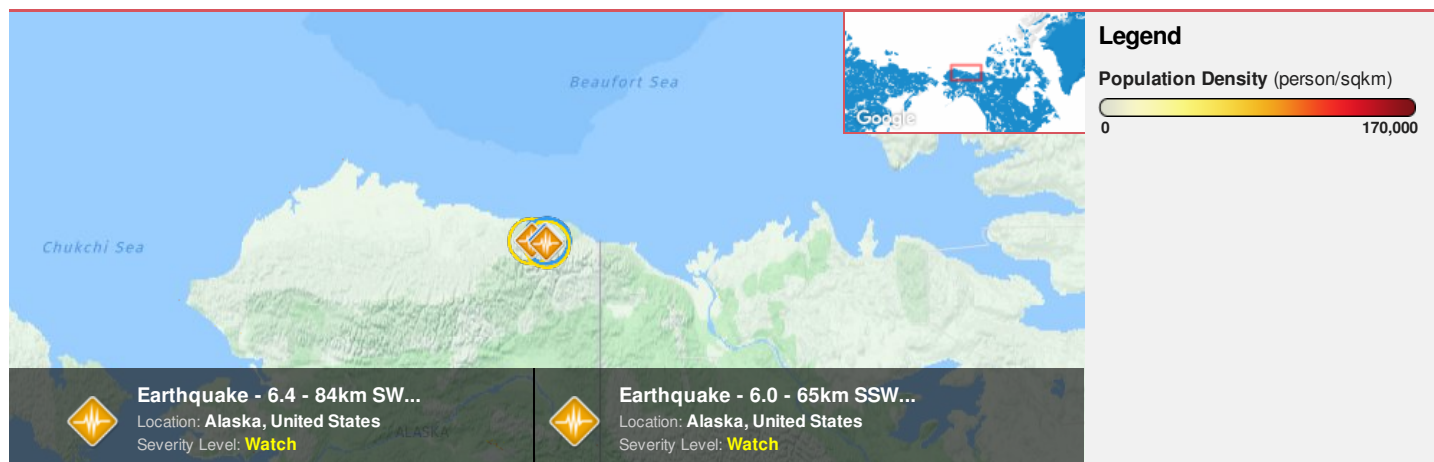 Beaufort Sea
Google
Chukchi Sea
ALASKA
Earthquake - 6.4 - 84km SW...
Location: Alaska, United States
Severity Level: Watch
Earthquake - 6.0 - 65km SSW...
Location: Alaska, United States
Severity Level: Watch
Legend
Population Density (person/sqkm)
0 170,000